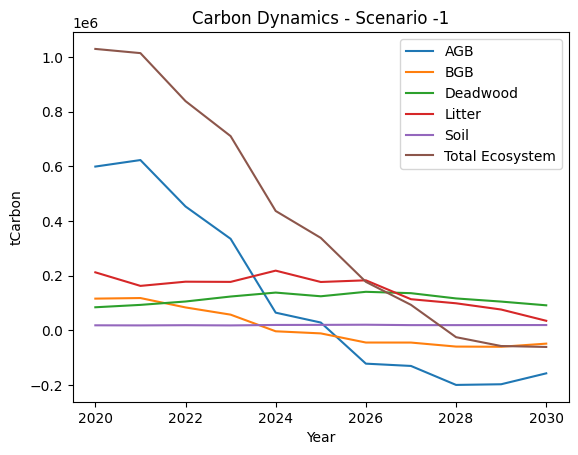 Carbon Dynamics - Scenario -1
1e6
AGB
BGB
Deadwood
Litter
Soil
Total Ecosystem
tCarbon
1.0
0.8
0.6
0.4
0.2
0.0
−0.2
2020
2022
2024
2026
2028
2030
Year